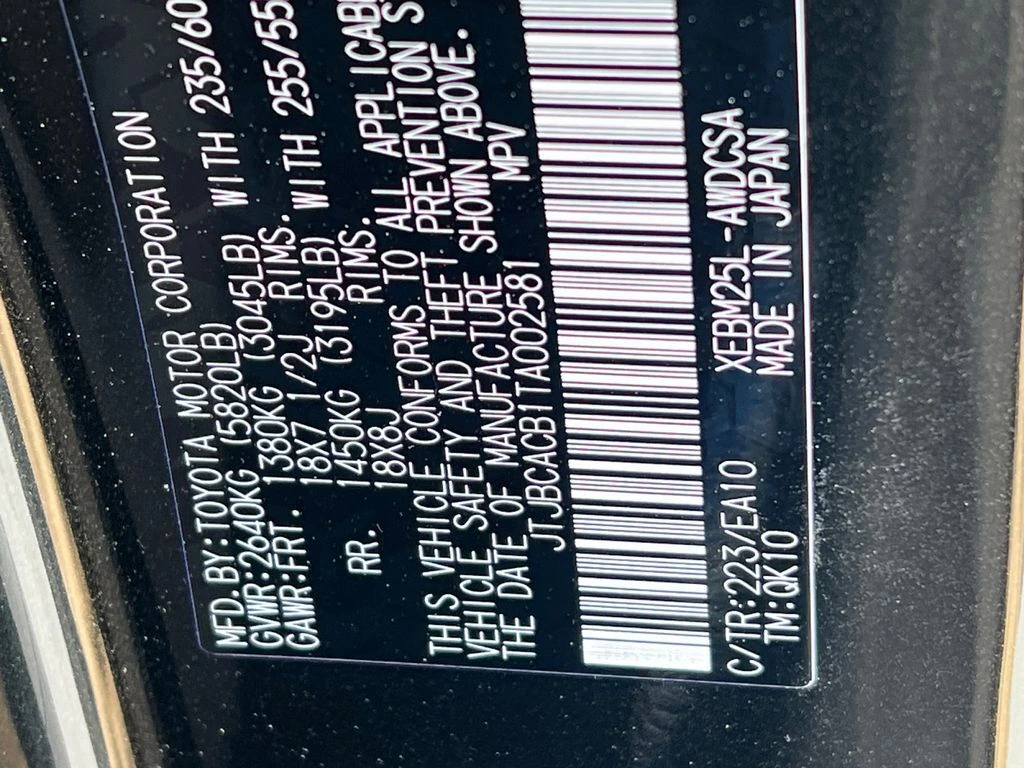 MFD.BY:TOYOTA MOTOR CORPORATION
GVWR:2640KG (5820LB)
GAWR:FRT. 1380KG (3045LB) WITH 235/60
18X7 1/2J RIMS.
RR. 1450KG (3195LB) WITH 255/55
18X8J RIMS.
THIS VEHICLE CONFORMS TO ALL APPLICAB
VEHICLE SAFETY AND THEFT PREVENTION S
THE DATE OF MANUFACTURE SHOWN ABOVE.
JTJBCACB1TA002581 MPV
C/TR:223/EA10 XEBM25L-AWDCSA
TM:QK10 MADE IN JAPAN